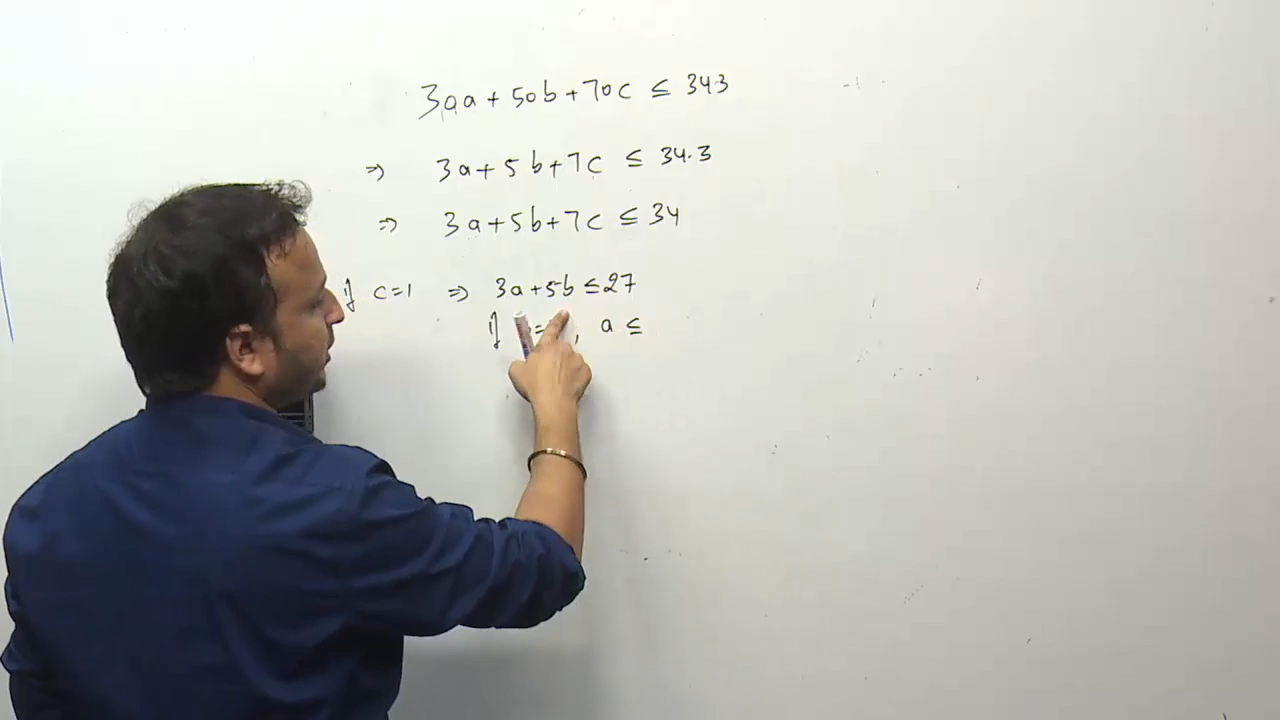 30a + 50b + 70c ≤ 343
⇒ 3a + 5b + 7c ≤ 34.3
⇒ 3a + 5b + 7c ≤ 34
if c=1 ⇒ 3a + 5b ≤ 27
if = , a ≤